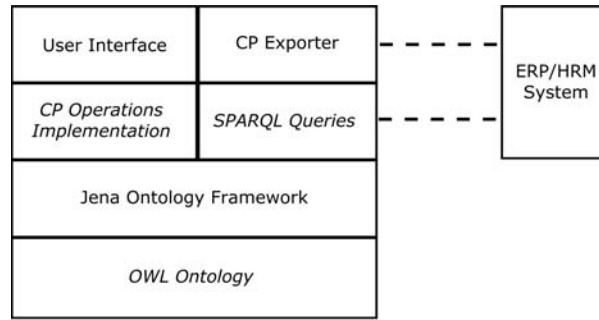 User Interface
CP Exporter
ERP/HRM
System
CP Operations
Implementation
SPARQL Queries
Jena Ontology Framework
OWL Ontology